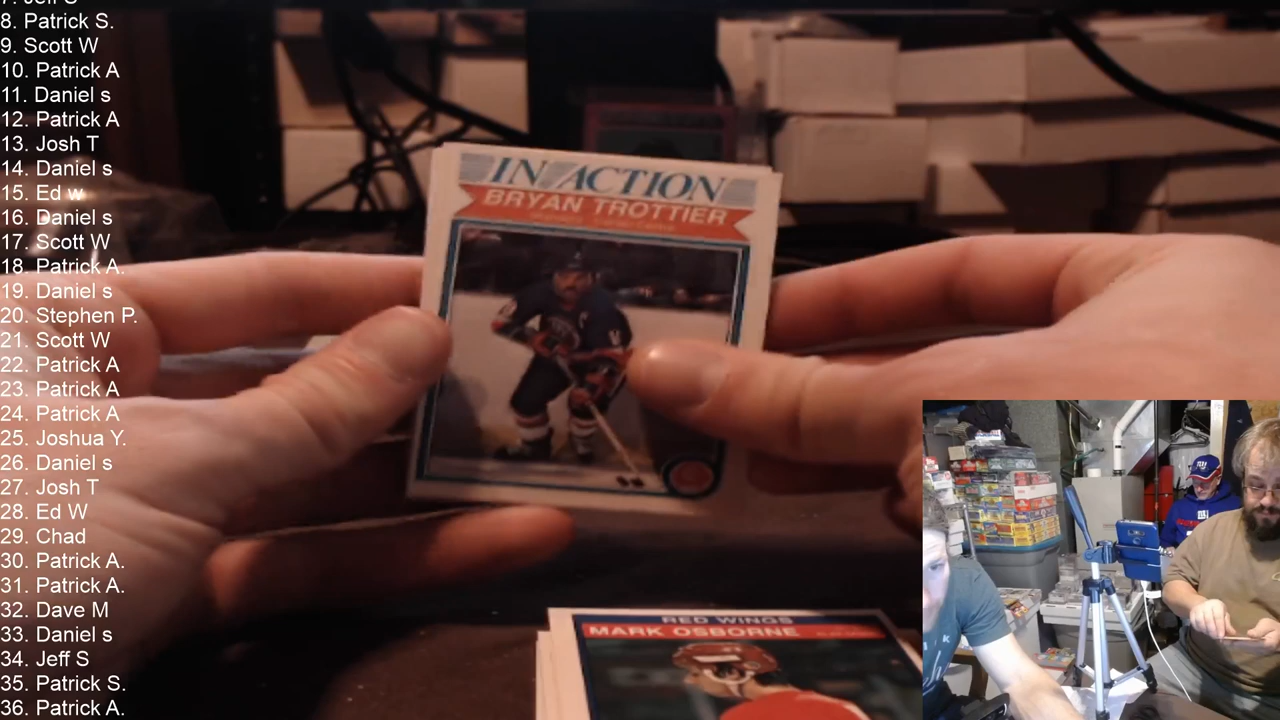 7. Jeff S
8. Patrick S.
9. Scott W
10. Patrick A
11. Daniel s
12. Patrick A
13. Josh T
14. Daniel s
15. Ed w
16. Daniel s
17. Scott W
18. Patrick A.
19. Daniel s
20. Stephen P.
21. Scott W
22. Patrick A
23. Patrick A
24. Patrick A
25. Joshua Y.
26. Daniel s
27. Josh T
28. Ed W
29. Chad
30. Patrick A.
31. Patrick A.
32. Dave M
33. Daniel s
34. Jeff S
35. Patrick S.
36. Patrick A.
IN ACTION
BRYAN TROTTIER
RED WINGS
MARK OSBORNE